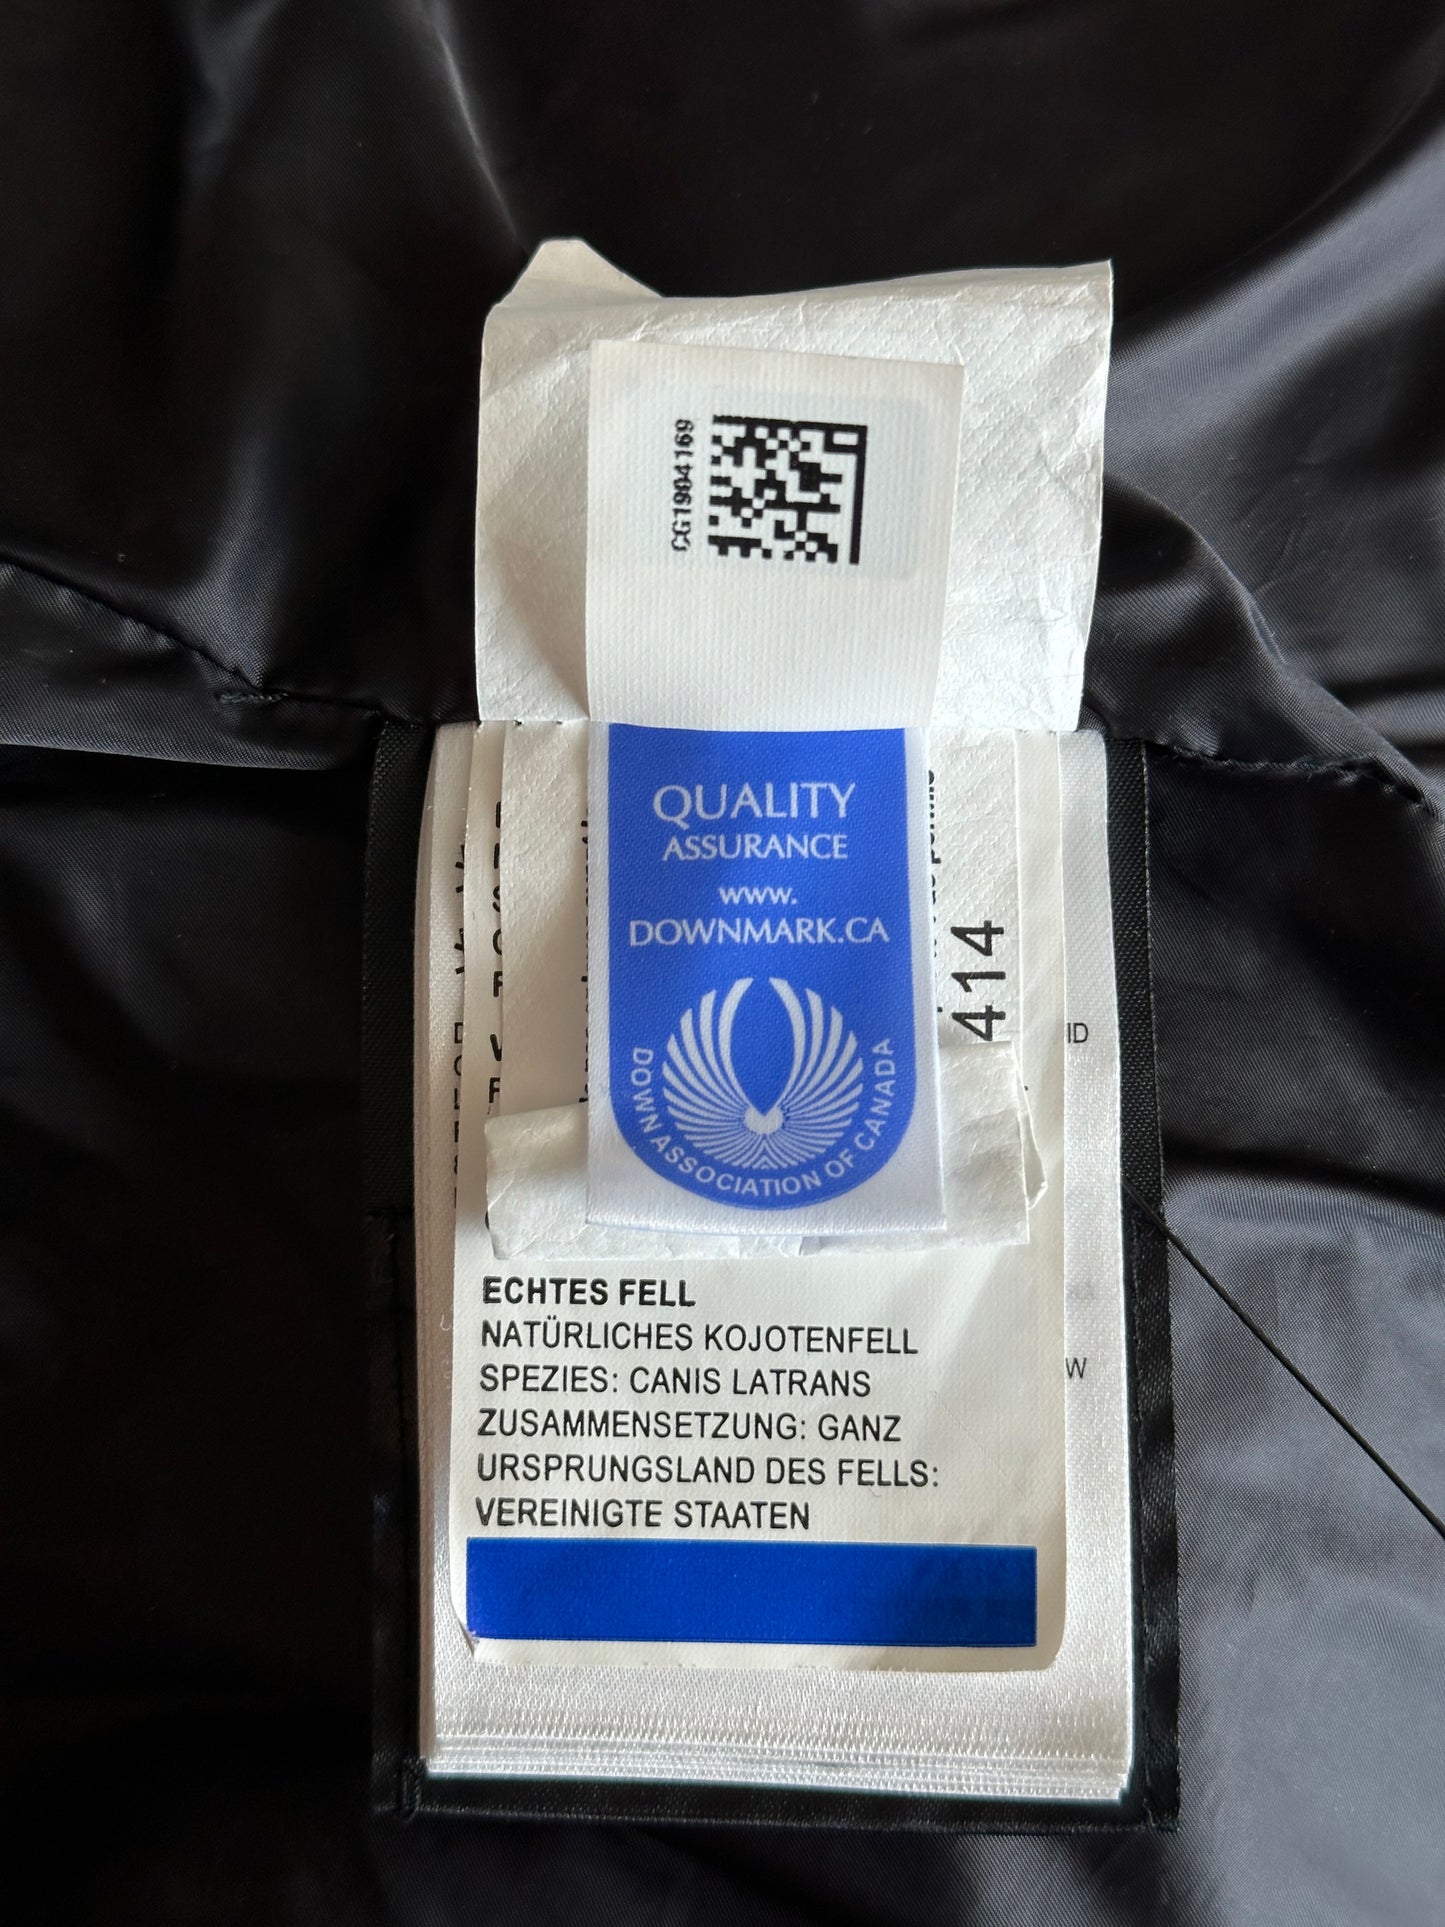 CG1904169
QUALITY
ASSURANCE
www.
DOWNMARK.CA
DOWN ASSOCIATION OF CANADA
414
ID
W
ECHTES FELL
NATÜRLICHES KOJOTENFELL
SPEZIES: CANIS LATRANS
ZUSAMMENSETZUNG: GANZ
URSPRUNGSLAND DES FELLS:
VEREINIGTE STAATEN